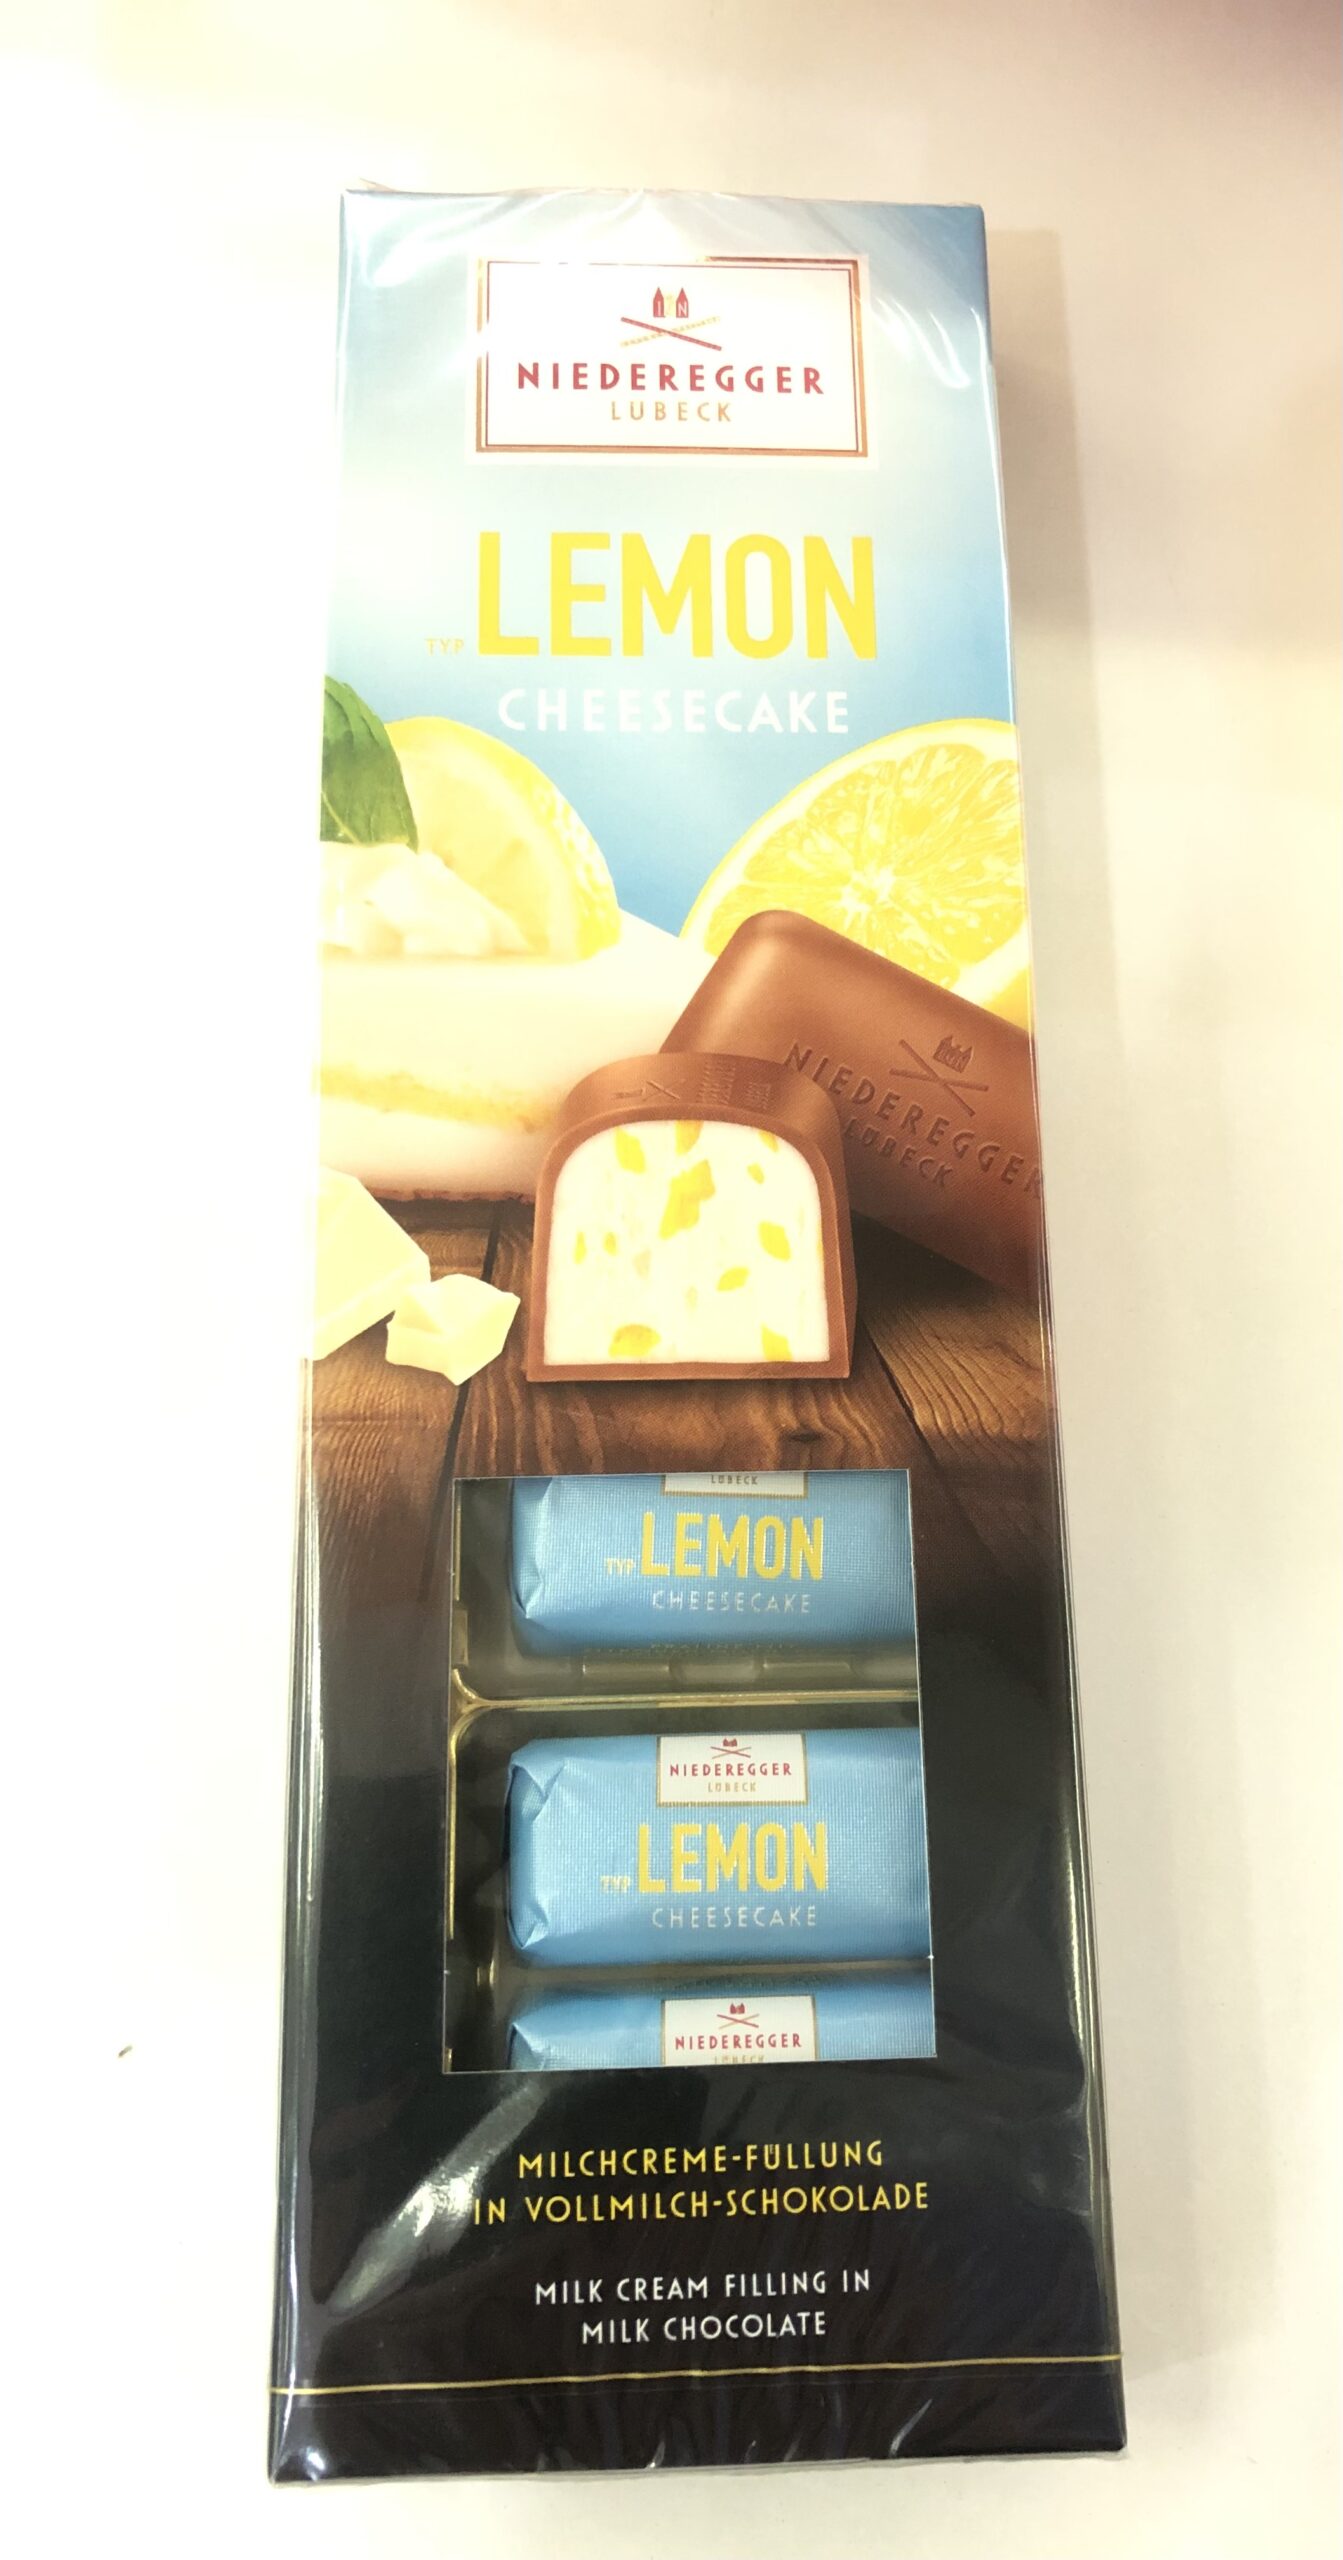 NIEDEREGGER
LÜBECK
TYP LEMON
CHEESECAKE
NIEDEREGGER
LÜBECK
LÜBECK
TYP LEMON
CHEESECAKE
NIEDEREGGER
LÜBECK
TYP LEMON
CHEESECAKE
NIEDEREGGER
LÜBECK
MILCHCREME-FÜLLUNG
IN VOLLMILCH-SCHOKOLADE
MILK CREAM FILLING IN
MILK CHOCOLATE